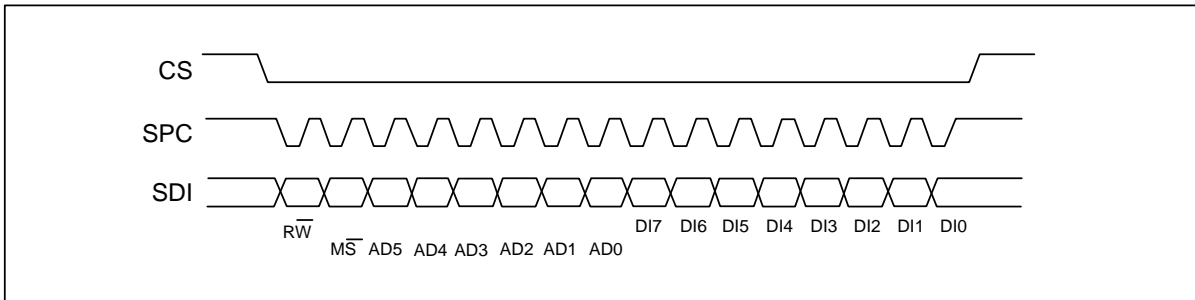 CS
SPC
SDI
RW̅ DI7 DI6 DI5 DI4 DI3 DI2 DI1 DI0
MS̅ AD5 AD4 AD3 AD2 AD1 AD0